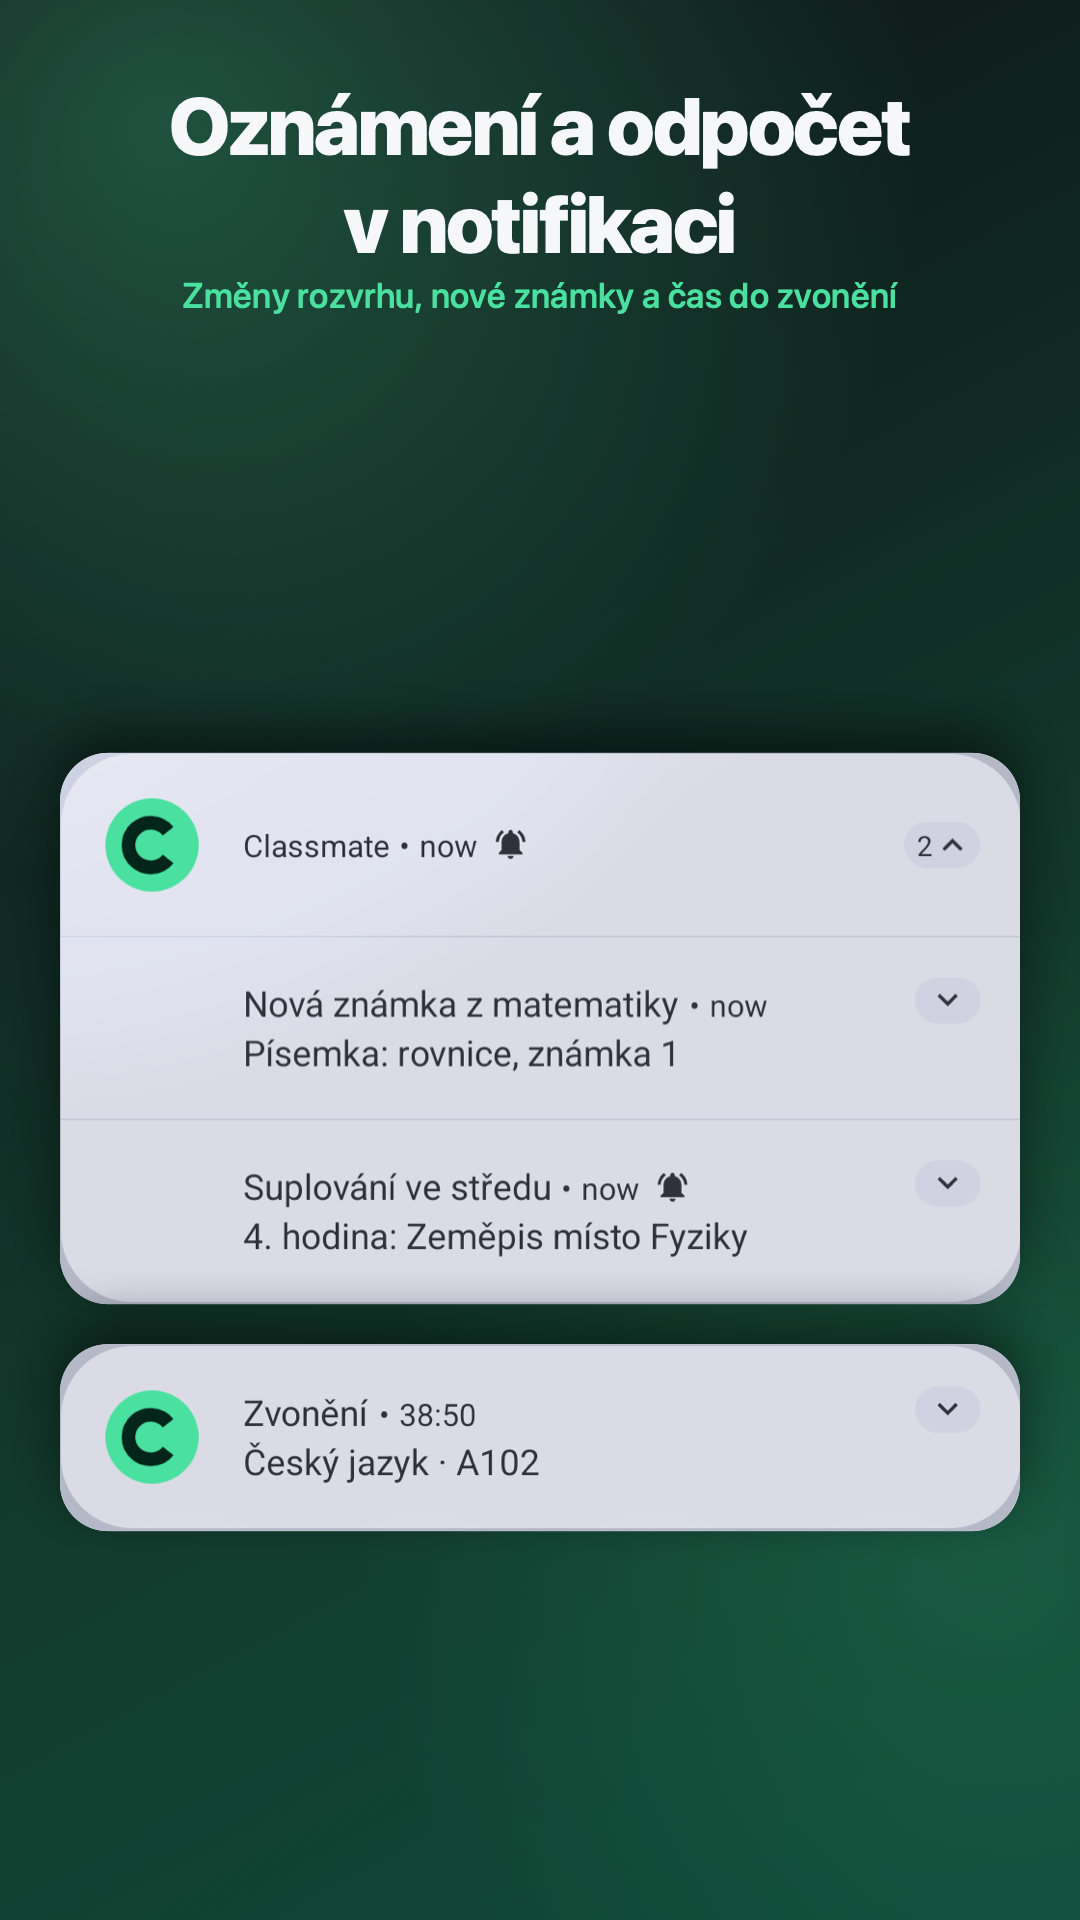 Oznámení a odpočet
v notifikaci
Změny rozvrhu, nové známky a čas do zvonění
Classmate • now
2
Nová známka z matematiky • now
Písemka: rovnice, známka 1
Suplování ve středu • now
4. hodina: Zeměpis místo Fyziky
Zvonění • 38:50
Český jazyk · A102